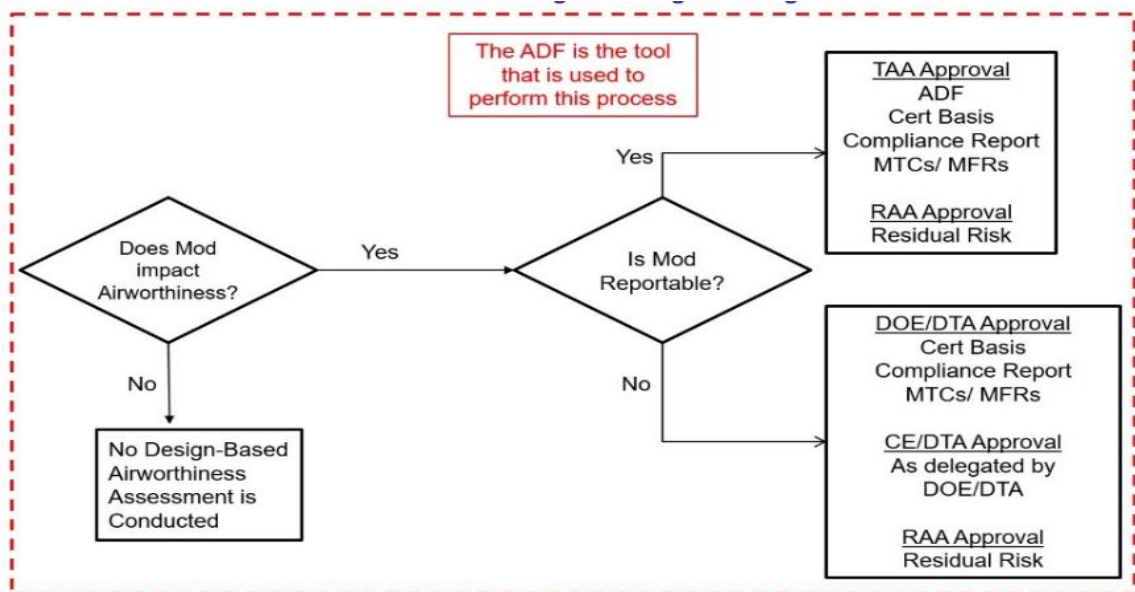 The ADF is the tool
that is used to
perform this process
TAA Approval
ADF
Cert Basis
Compliance Report
MTCs/ MFRs
RAA Approval
Residual Risk
Yes
Does Mod
impact
Airworthiness?
Yes
Is Mod
Reportable?
No
No
No Design-Based
Airworthiness
Assessment is
Conducted
DOE/DTA Approval
Cert Basis
Compliance Report
MTCs/ MFRs
CE/DTA Approval
As delegated by
DOE/DTA
RAA Approval
Residual Risk